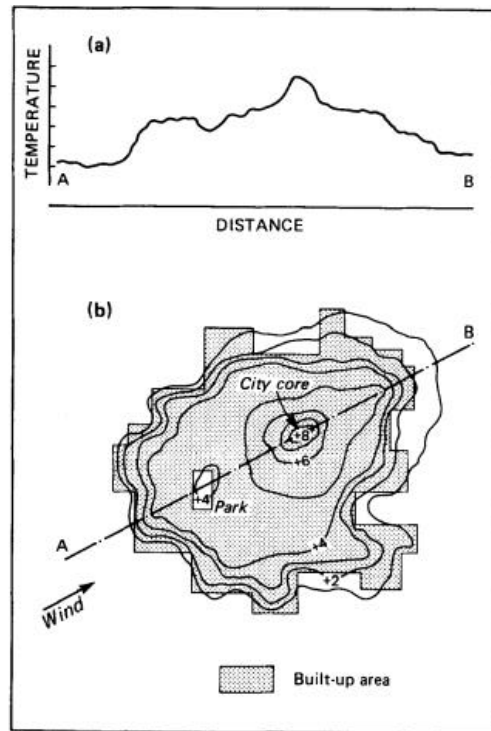 (a)
TEMPERATURE
A
B
DISTANCE
(b)
B
City core
+8
+6
+4
Park
A
+4
+2
Wind
Built-up area